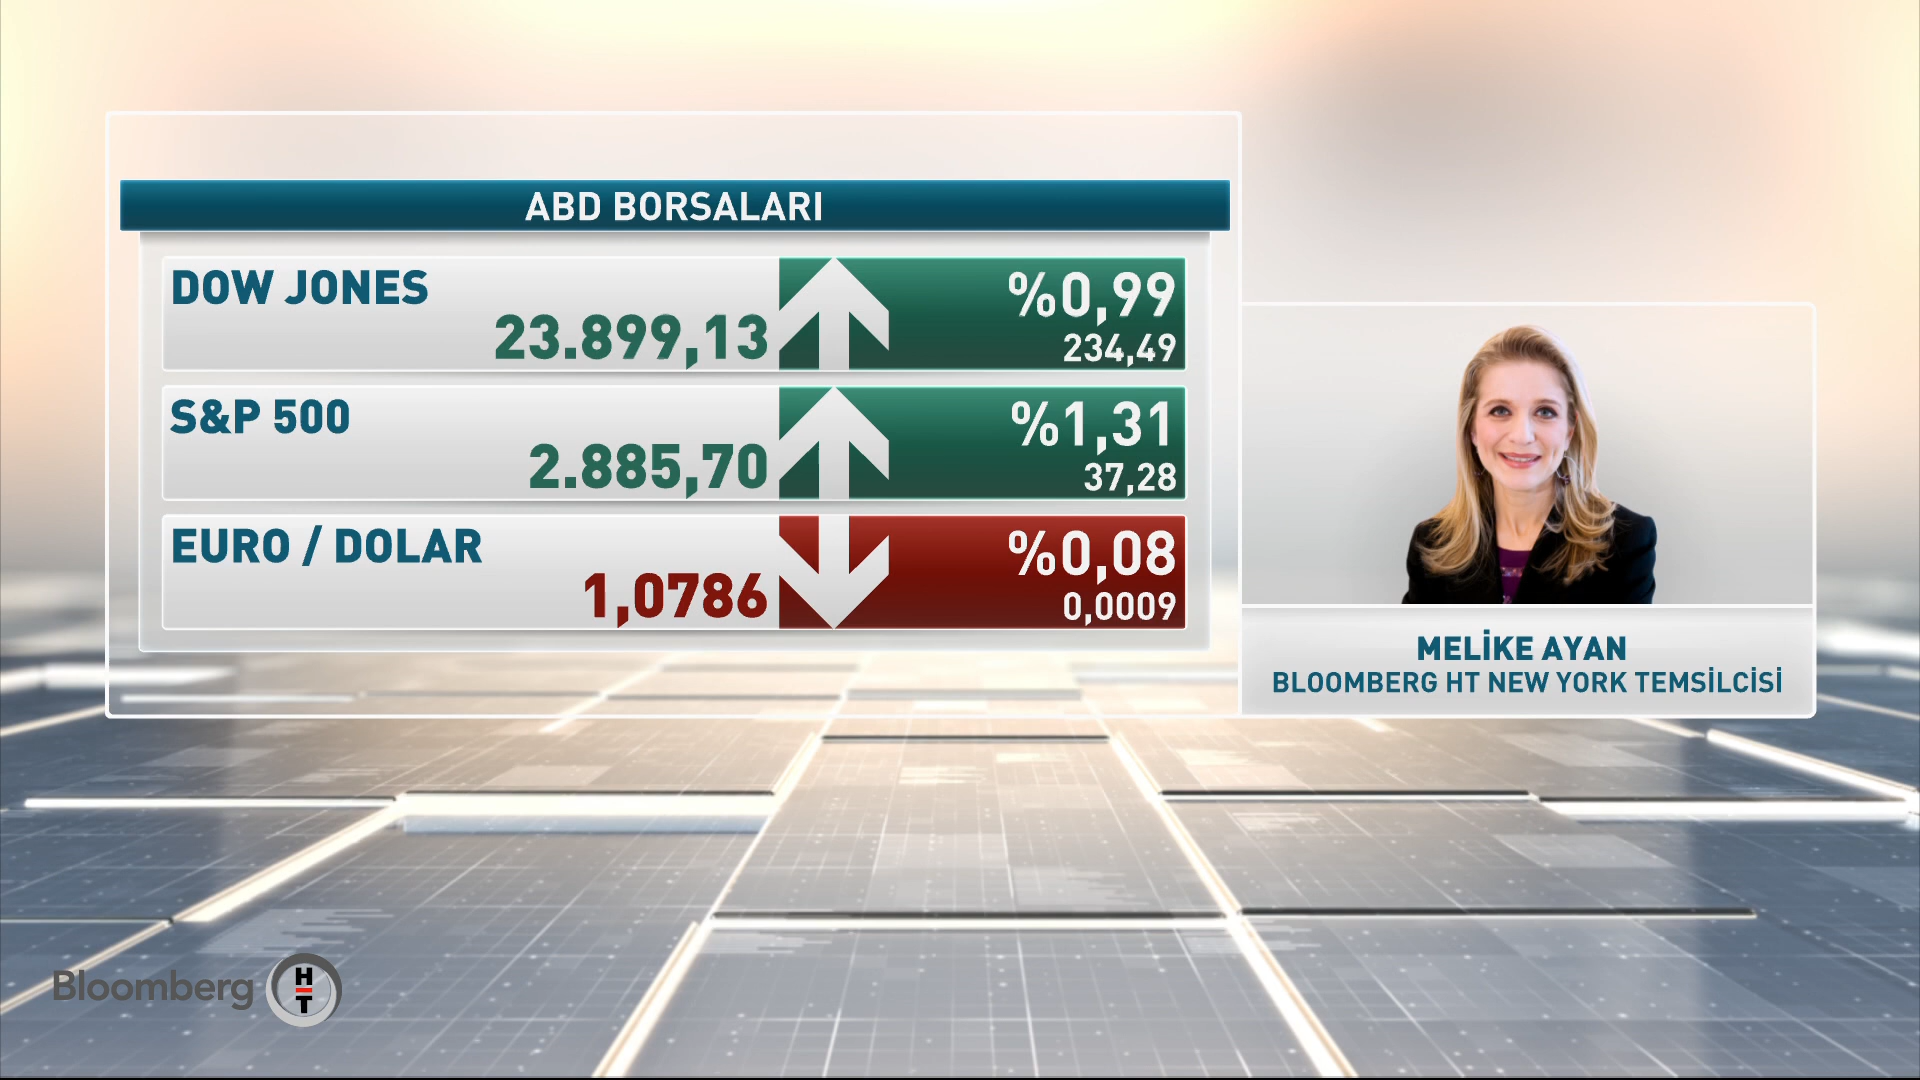 ABD BORSALARI
DOW JONES
23.899,13
%0,99
234,49
S&P 500
2.885,70
%1,31
37,28
EURO / DOLAR
1,0786
%0,08
0,0009
MELİKE AYAN
BLOOMBERG HT NEW YORK TEMSİLCİSİ
Bloomberg HT